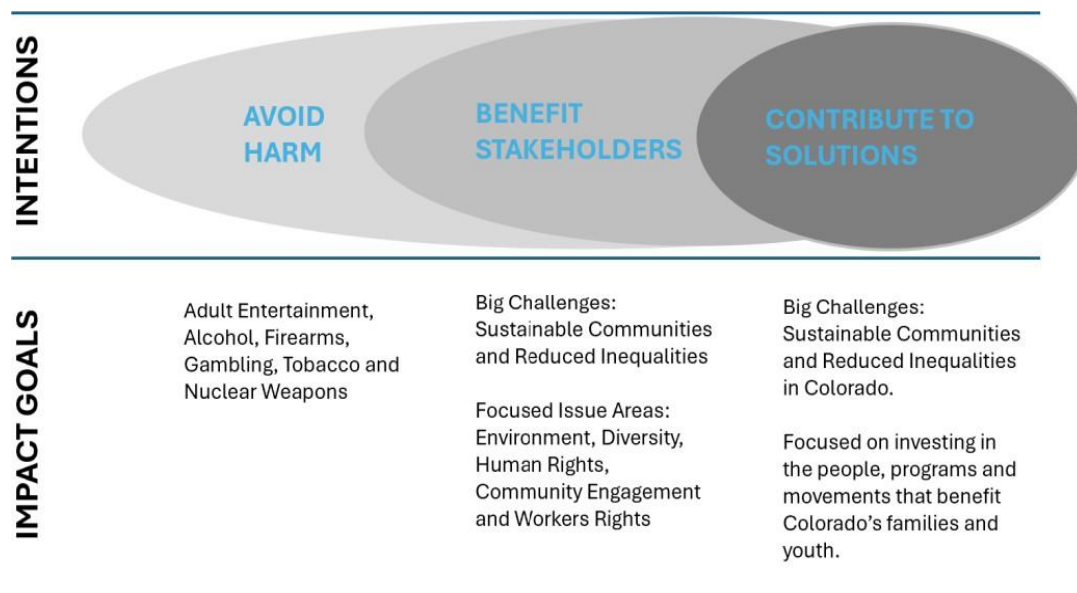 INTENTIONS
AVOID
HARM
BENEFIT
STAKEHOLDERS
CONTRIBUTE TO
SOLUTIONS
IMPACT GOALS
Adult Entertainment,
Alcohol, Firearms,
Gambling, Tobacco and
Nuclear Weapons
Big Challenges:
Sustainable Communities
and Reduced Inequalities
Focused Issue Areas:
Environment, Diversity,
Human Rights,
Community Engagement
and Workers Rights
Big Challenges:
Sustainable Communities
and Reduced Inequalities
in Colorado.
Focused on investing in
the people, programs and
movements that benefit
Colorado’s families and
youth.